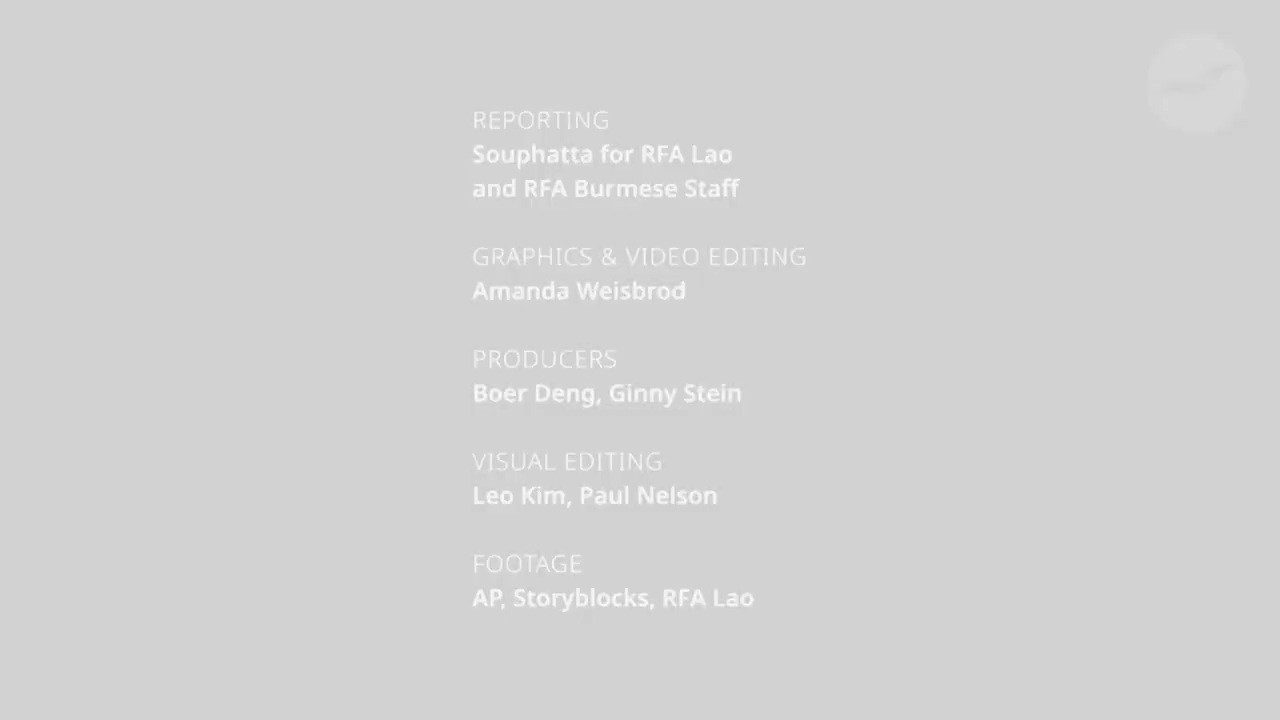 REPORTING
Souphatta for RFA Lao
and RFA Burmese Staff
GRAPHICS & VIDEO EDITING
Amanda Weisbrod
PRODUCERS
Boer Deng, Ginny Stein
VISUAL EDITING
Leo Kim, Paul Nelson
FOOTAGE
AP, Storyblocks, RFA Lao